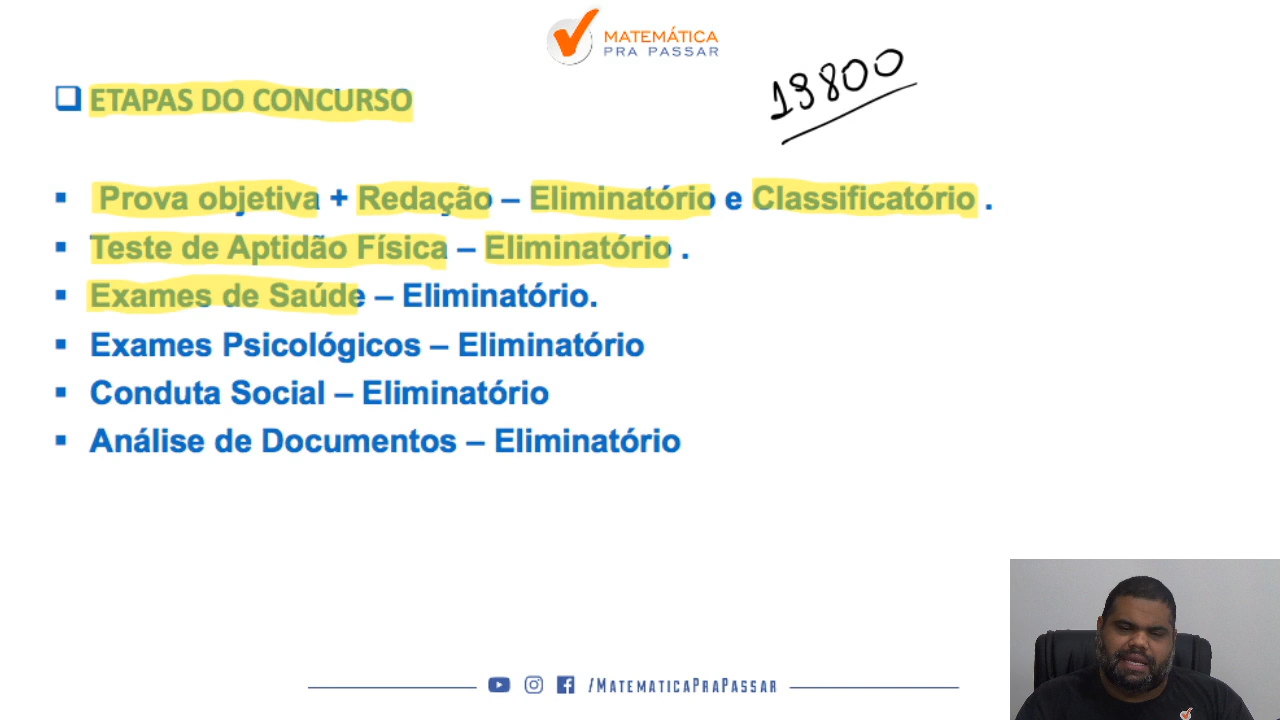 MATEMÁTICA
PRA PASSAR
13800
ETAPAS DO CONCURSO
Prova objetiva + Redação – Eliminatório e Classificatório .
Teste de Aptidão Física – Eliminatório .
Exames de Saúde – Eliminatório.
Exames Psicológicos – Eliminatório
Conduta Social – Eliminatório
Análise de Documentos – Eliminatório
/MATEMATICAPRAPASSAR